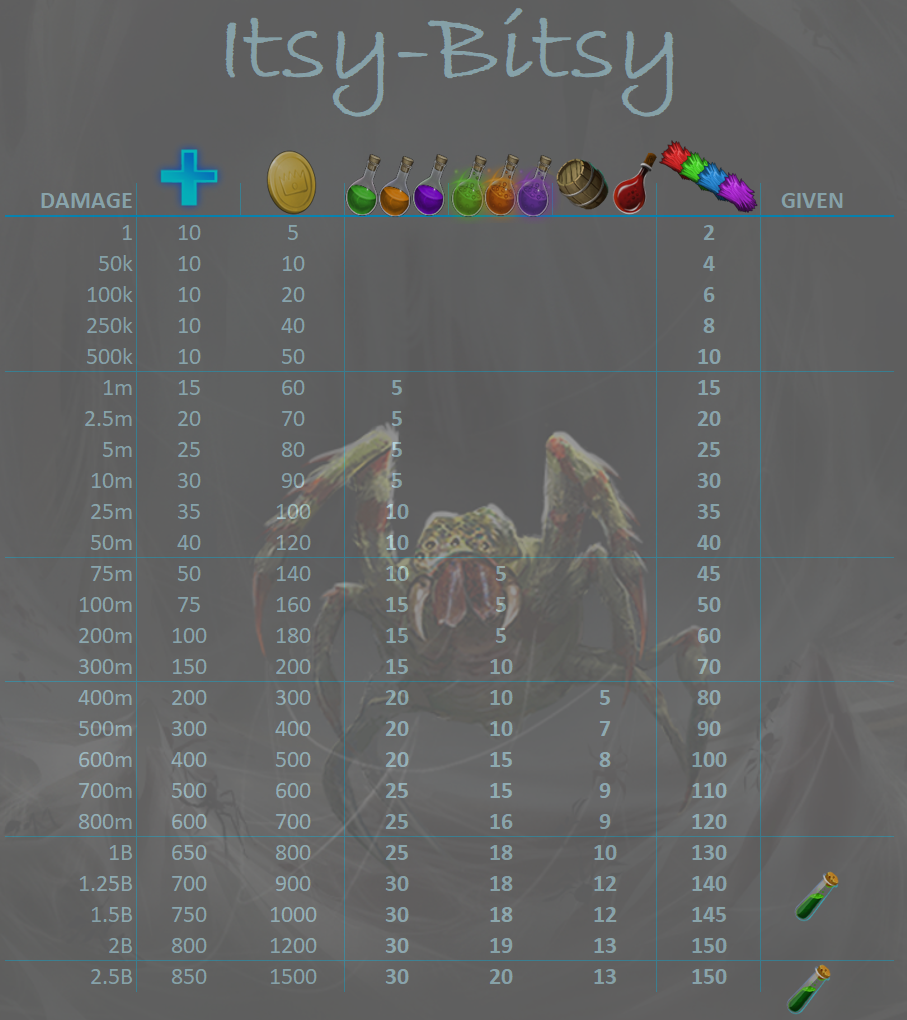 Itsy-Bitsy
DAMAGE GIVEN
1 10 5 2
50k 10 10 4
100k 10 20 6
250k 10 40 8
500k 10 50 10
1m 15 60 5 15
2.5m 20 70 5 20
5m 25 80 5 25
10m 30 90 5 30
25m 35 100 10 35
50m 40 120 10 40
75m 50 140 10 5 45
100m 75 160 15 5 50
200m 100 180 15 5 60
300m 150 200 15 10 70
400m 200 300 20 10 5 80
500m 300 400 20 10 7 90
600m 400 500 20 15 8 100
700m 500 600 25 15 9 110
800m 600 700 25 16 9 120
1B 650 800 25 18 10 130
1.25B 700 900 30 18 12 140
1.5B 750 1000 30 18 12 145
2B 800 1200 30 19 13 150
2.5B 850 1500 30 20 13 150